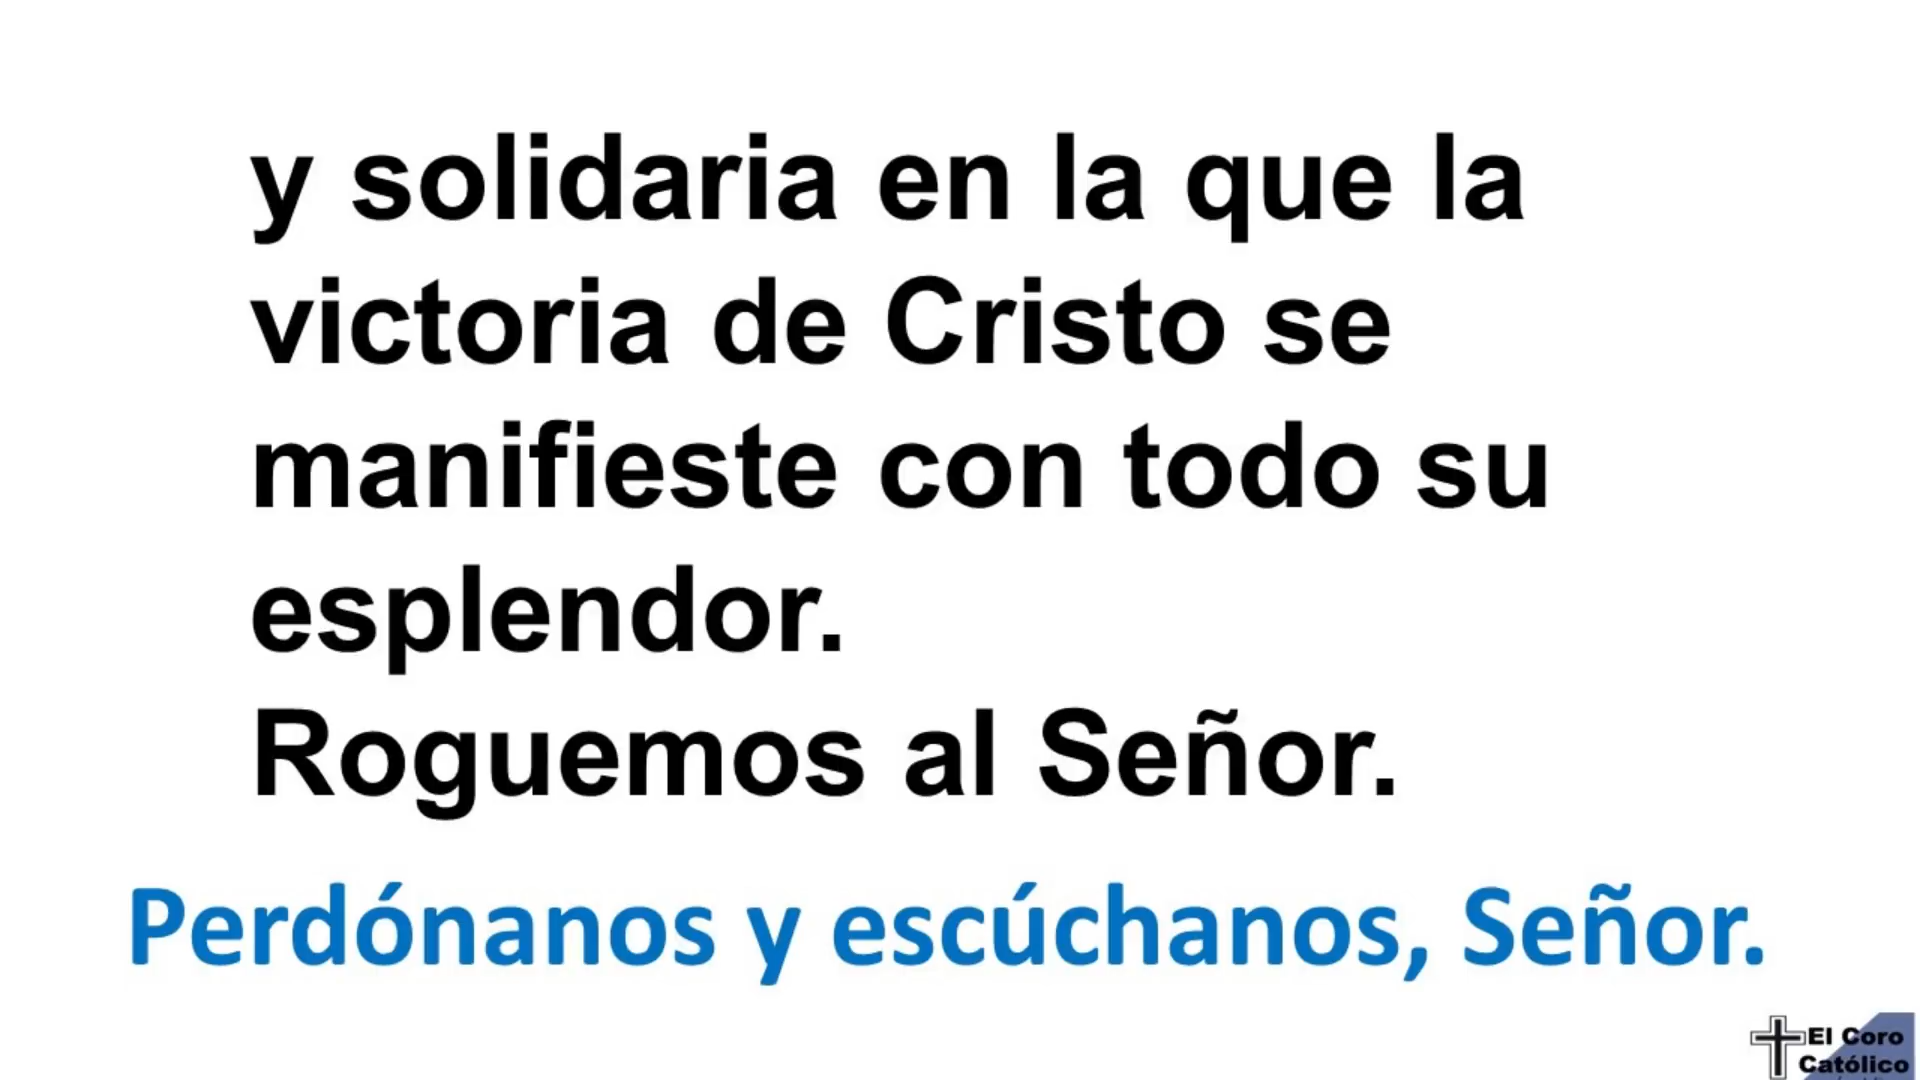 y solidaria en la que la
victoria de Cristo se
manifieste con todo su
esplendor.
Roguemos al Señor.
Perdónanos y escúchanos, Señor.
El Coro
Católico